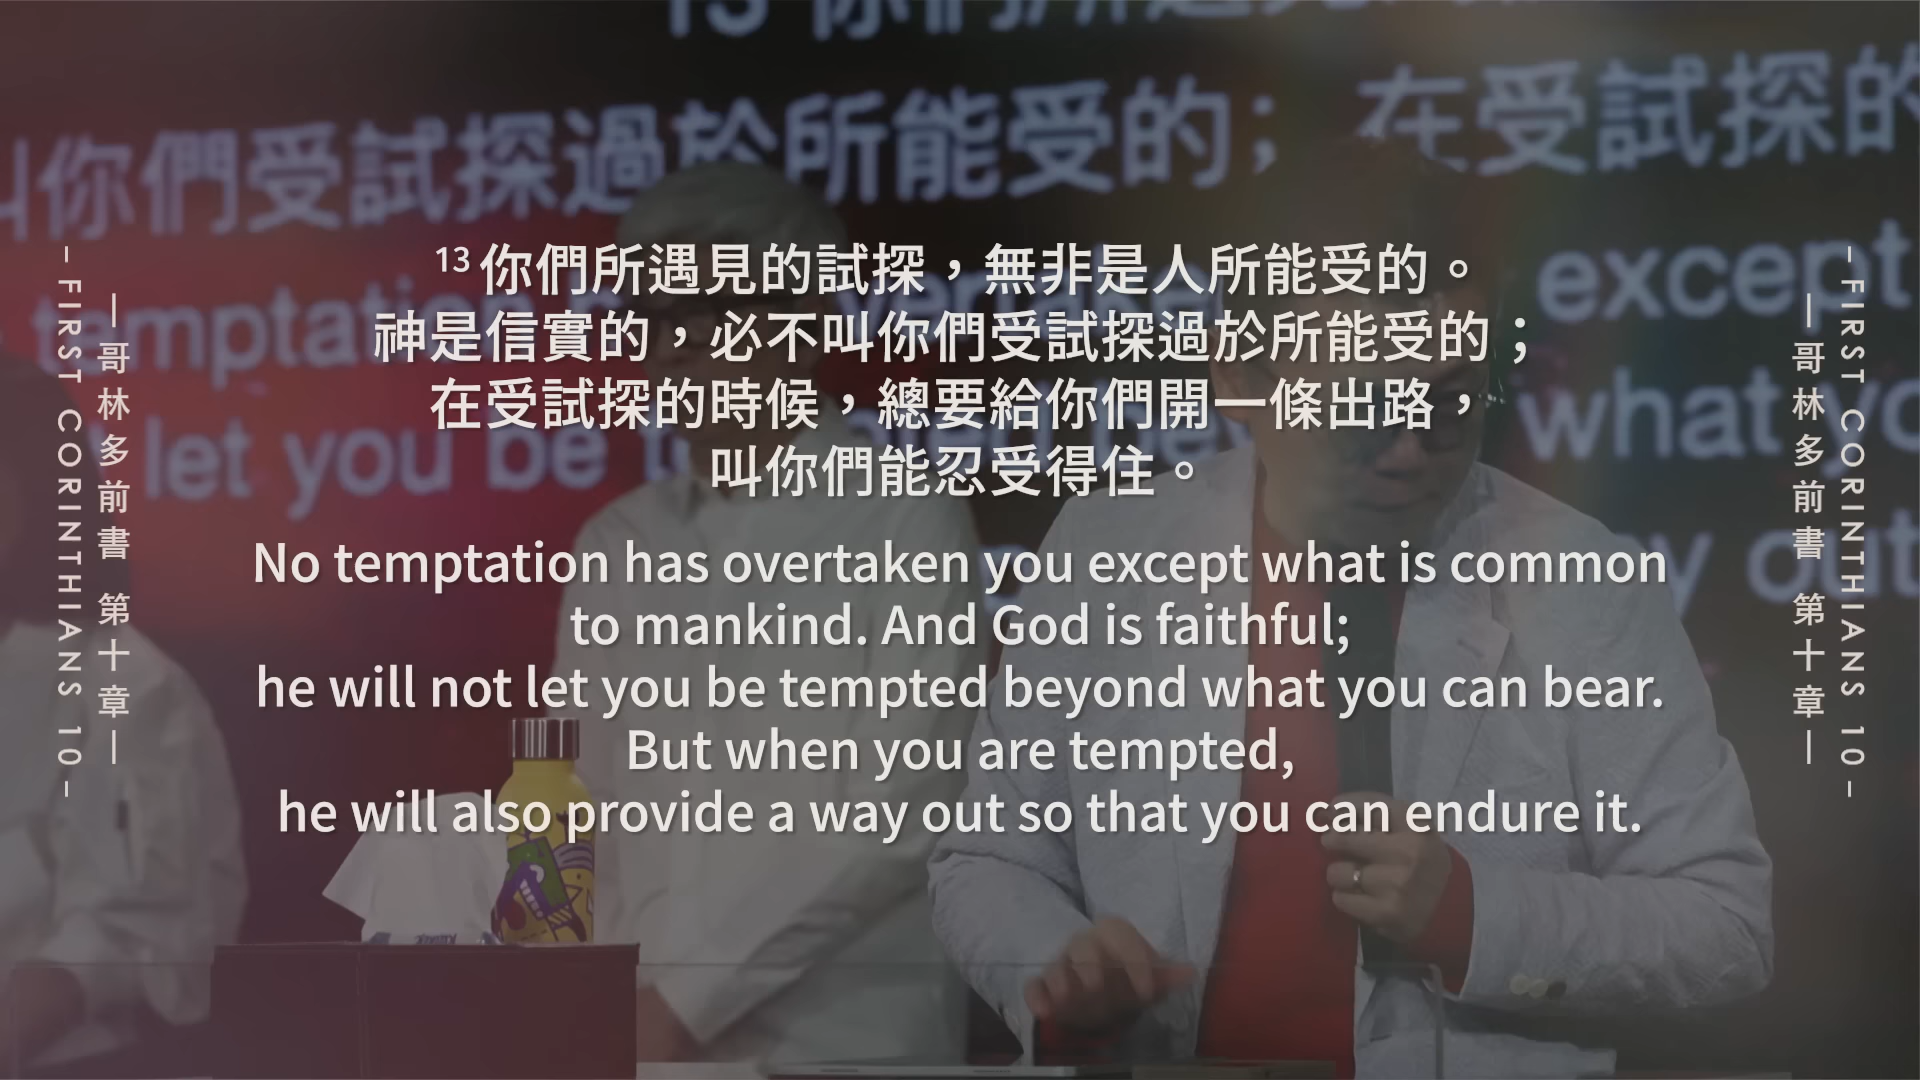 ¹³ 你們所遇見的試探，無非是人所能受的。
神是信實的，必不叫你們受試探過於所能受的；
在受試探的時候，總要給你們開一條出路，
叫你們能忍受得住。
No temptation has overtaken you except what is common
to mankind. And God is faithful;
he will not let you be tempted beyond what you can bear.
But when you are tempted,
he will also provide a way out so that you can endure it.
–FIRST CORINTHIANS 10–
—哥林多前書 第十章—
—哥林多前書 第十章—
–FIRST CORINTHIANS 10–
叫你們受試探過於所能受的；在受試探的
temptation
except
let you be
what yo
y out